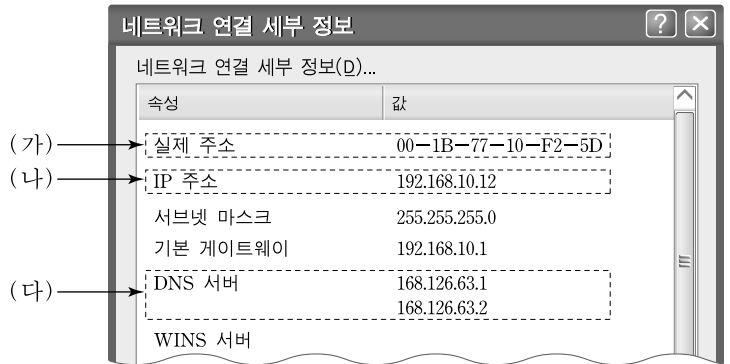 네트워크 연결 세부 정보
네트워크 연결 세부 정보(D)...
속성 값
(가) 실제 주소 00－1B－77－10－F2－5D
(나) IP 주소 192.168.10.12
서브넷 마스크 255.255.255.0
기본 게이트웨이 192.168.10.1
(다) DNS 서버 168.126.63.1
168.126.63.2
WINS 서버